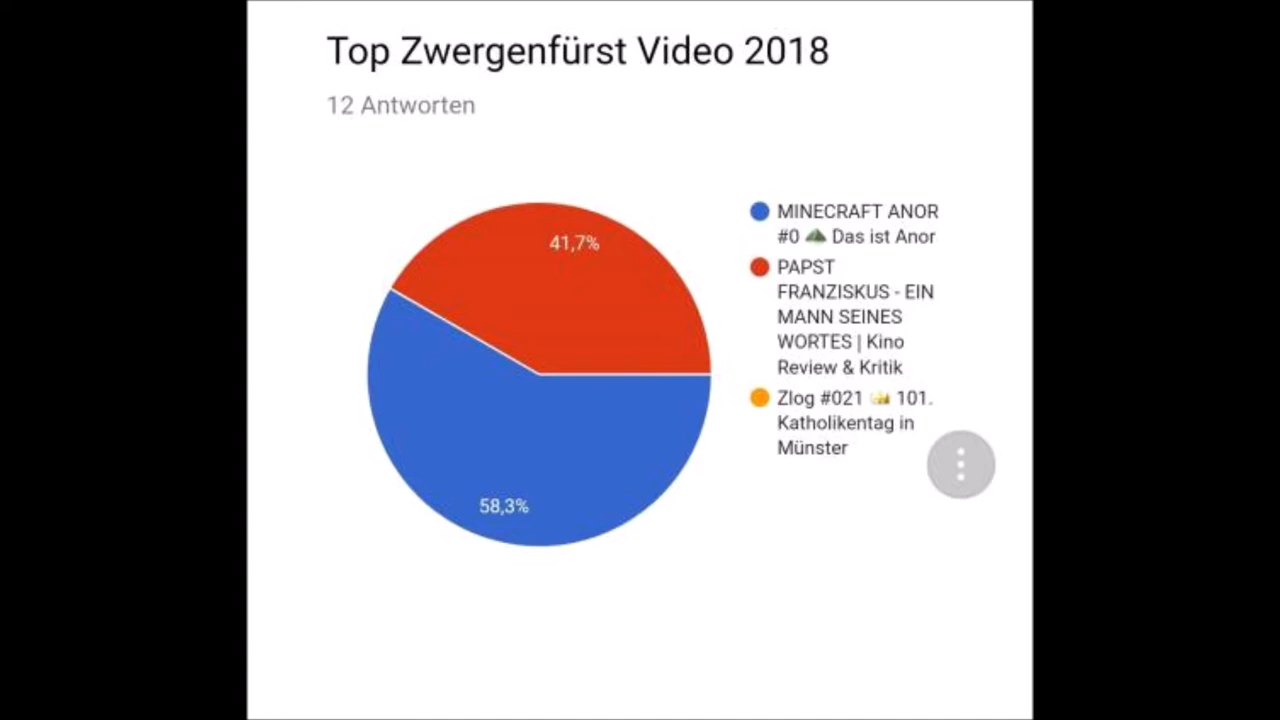 Top Zwergenfürst Video 2018
12 Antworten
41,7%
58,3%
MINECRAFT ANOR
#0 ⛰️ Das ist Anor
PAPST
FRANZISKUS - EIN
MANN SEINES
WORTES | Kino
Review & Kritik
Zlog #021 101.
Katholikentag in
Münster